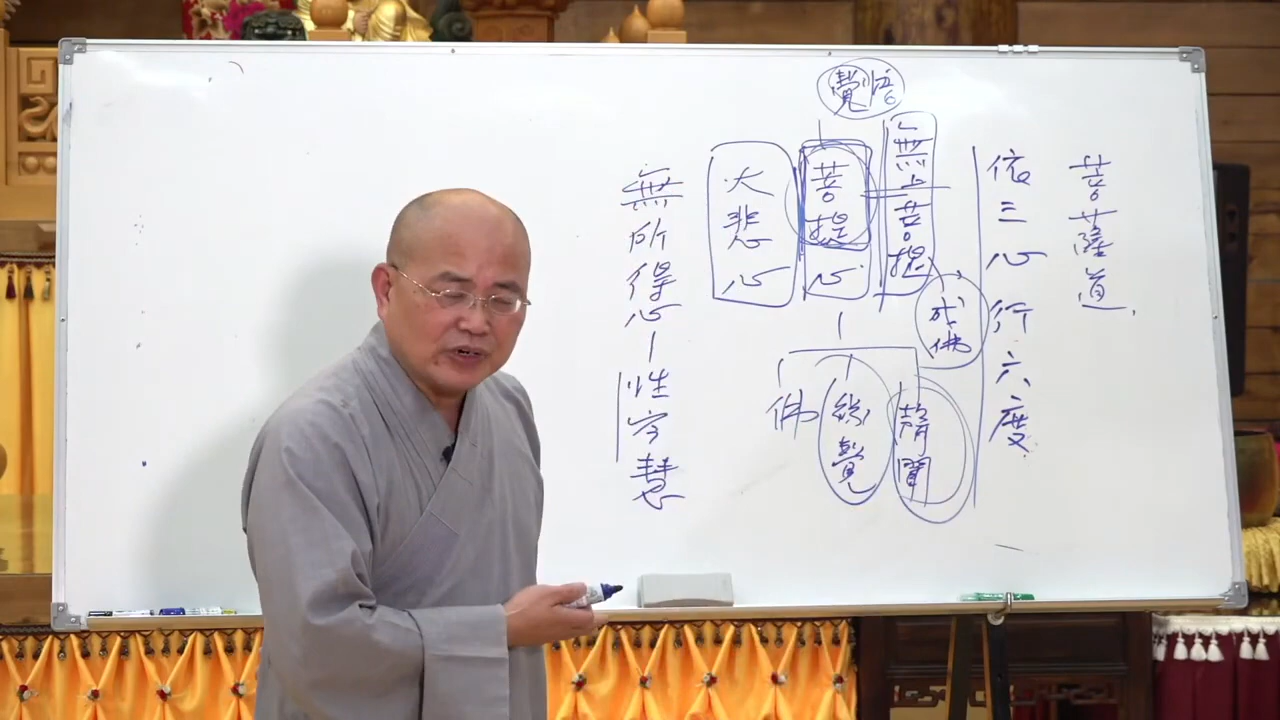 菩薩道
依三心行六度
覺悟
無上菩提
成佛
菩提心
聲聞
緣覺
佛
大悲心
無所得心－性空慧